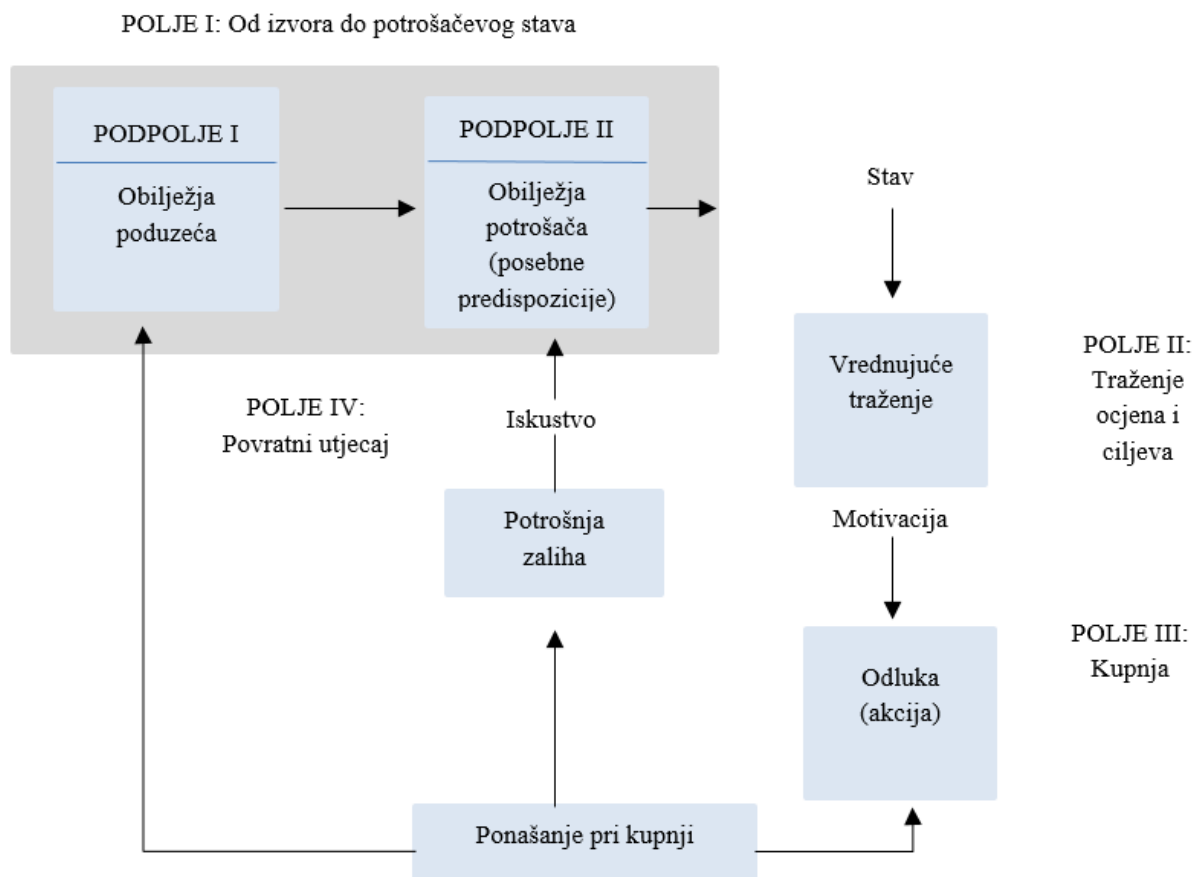 POLJE I: Od izvora do potrošačevog stava
PODPOLJE I
Obilježja
poduzeća
PODPOLJE II
Obilježja
potrošača
(posebne
predispozicije)
Stav
Vrednujuće
traženje
POLJE II:
Traženje
ocjena i
ciljeva
POLJE IV:
Povratni utjecaj
Iskustvo
Potrošnja
zaliha
Motivacija
Odluka
(akcija)
POLJE III:
Kupnja
Ponašanje pri kupnji